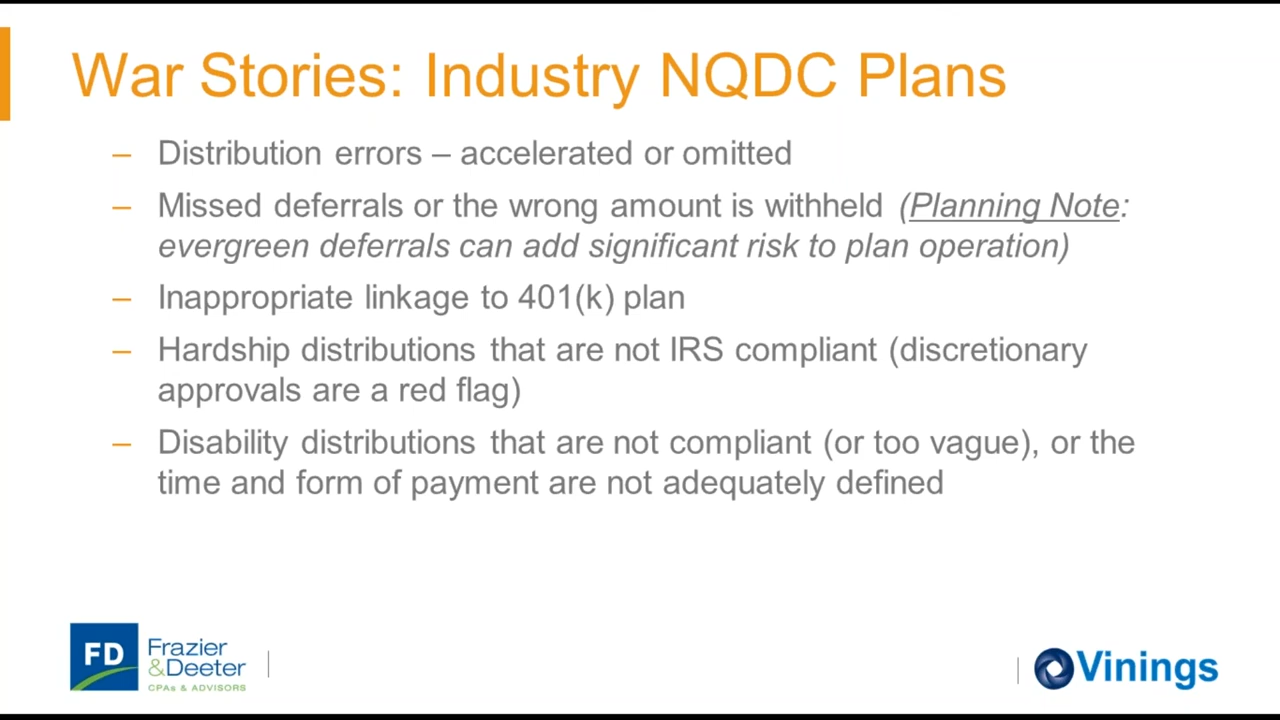 War Stories: Industry NQDC Plans
– Distribution errors – accelerated or omitted
– Missed deferrals or the wrong amount is withheld (Planning Note:
evergreen deferrals can add significant risk to plan operation)
– Inappropriate linkage to 401(k) plan
– Hardship distributions that are not IRS compliant (discretionary
approvals are a red flag)
– Disability distributions that are not compliant (or too vague), or the
time and form of payment are not adequately defined
FD
Frazier
&Deeter
CPAs & ADVISORS
Vinings